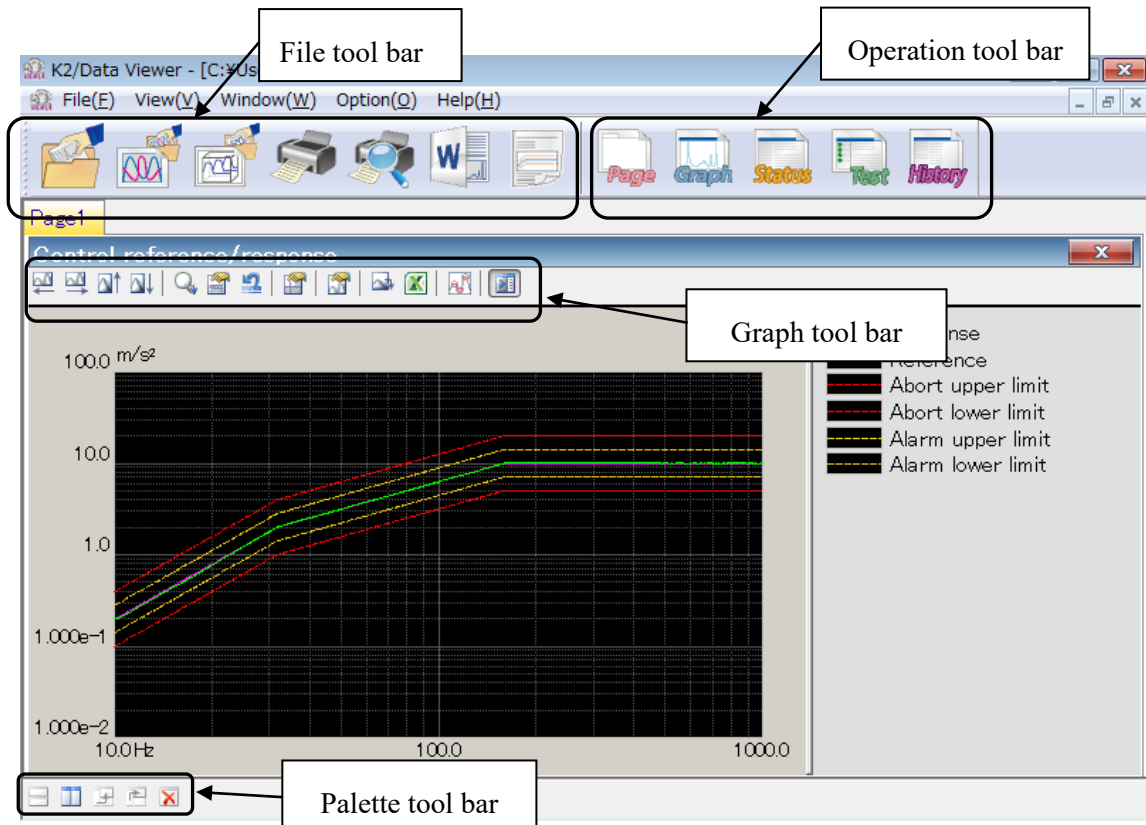 File tool bar
Operation tool bar
K2/Data Viewer - [C:¥Us
File(F) View(V) Window(W) Option(O) Help(H)
W
Page Graph Status Test History
Page1
Control reference/response
Graph tool bar
100.0 m/s²
10.0
1.0
1.000e-1
1.000e-2
10.0Hz 100.0 1000.0
Reference
Abort upper limit
Abort lower limit
Alarm upper limit
Alarm lower limit
Palette tool bar